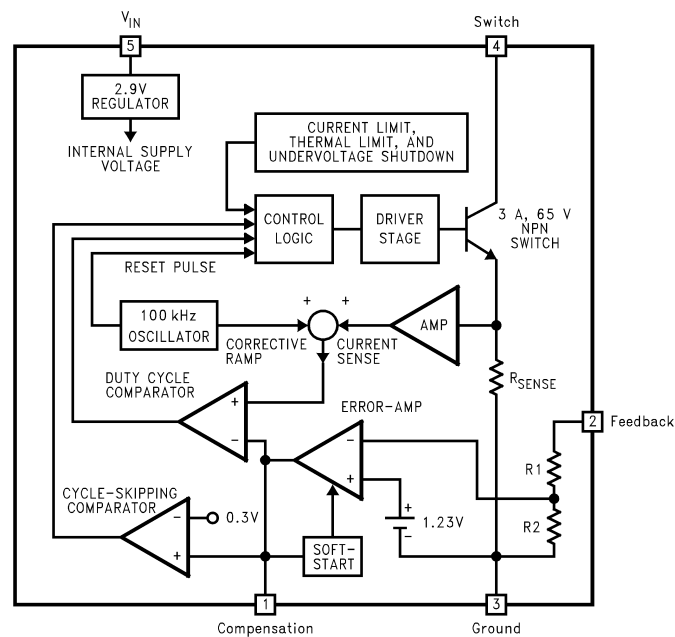 V_IN
Switch
5
4
2.9V
REGULATOR
INTERNAL SUPPLY
VOLTAGE
CURRENT LIMIT,
THERMAL LIMIT, AND
UNDERVOLTAGE SHUTDOWN
CONTROL
LOGIC
DRIVER
STAGE
3 A, 65 V
NPN
SWITCH
RESET PULSE
100 kHz
OSCILLATOR
+
+
AMP
CORRECTIVE
RAMP
CURRENT
SENSE
R_SENSE
DUTY CYCLE
COMPARATOR
+
−
ERROR-AMP
−
+
2
Feedback
R1
R2
CYCLE-SKIPPING
COMPARATOR
−
0.3V
+
SOFT-
START
+
1.23V
−
1
3
Compensation
Ground